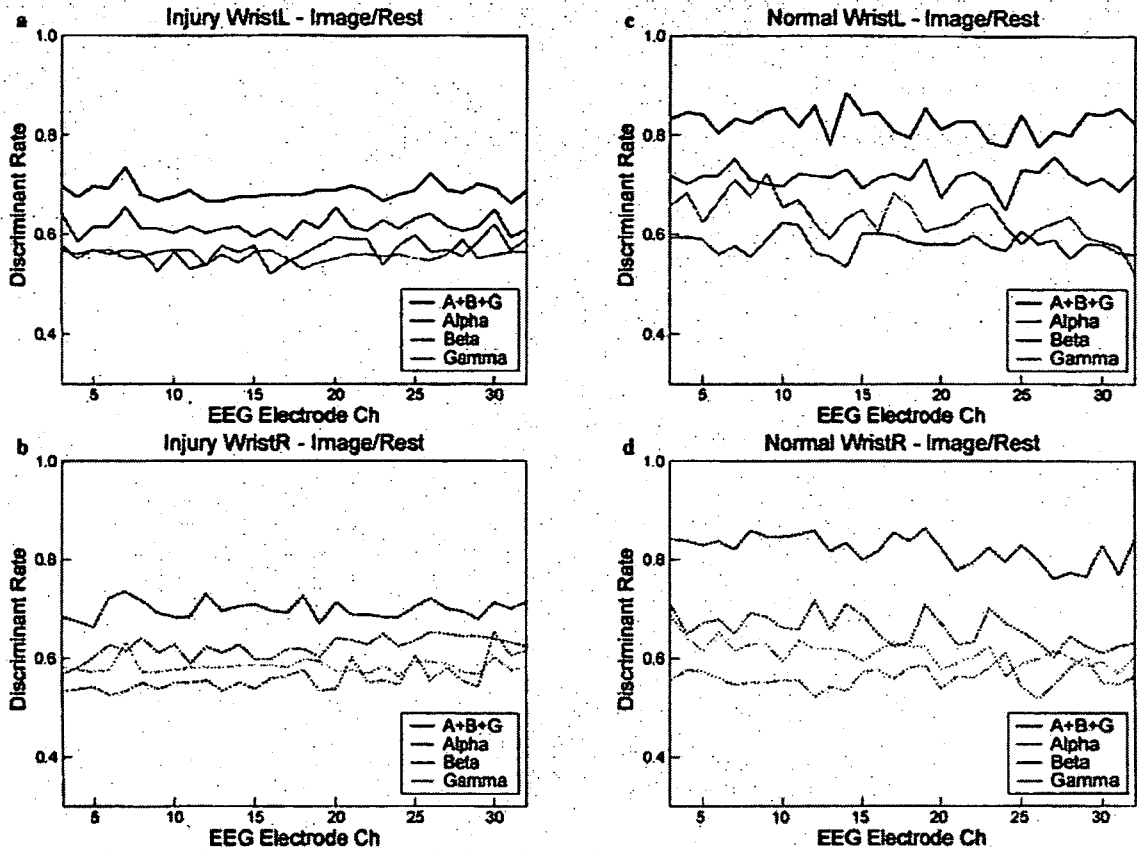 a
Injury WristL - Image/Rest
1.0
0.8
0.6
0.4
Discriminant Rate
A+B+G
Alpha
Beta
Gamma
5 10 15 20 25 30
EEG Electrode Ch
b
Injury WristR - Image/Rest
1.0
0.8
0.6
0.4
Discriminant Rate
A+B+G
Alpha
Beta
Gamma
5 10 15 20 25 30
EEG Electrode Ch
c
Normal WristL - Image/Rest
1.0
0.8
0.6
0.4
Discriminant Rate
A+B+G
Alpha
Beta
Gamma
5 10 15 20 25 30
EEG Electrode Ch
d
Normal WristR - Image/Rest
1.0
0.8
0.6
0.4
Discriminant Rate
A+B+G
Alpha
Beta
Gamma
5 10 15 20 25 30
EEG Electrode Ch